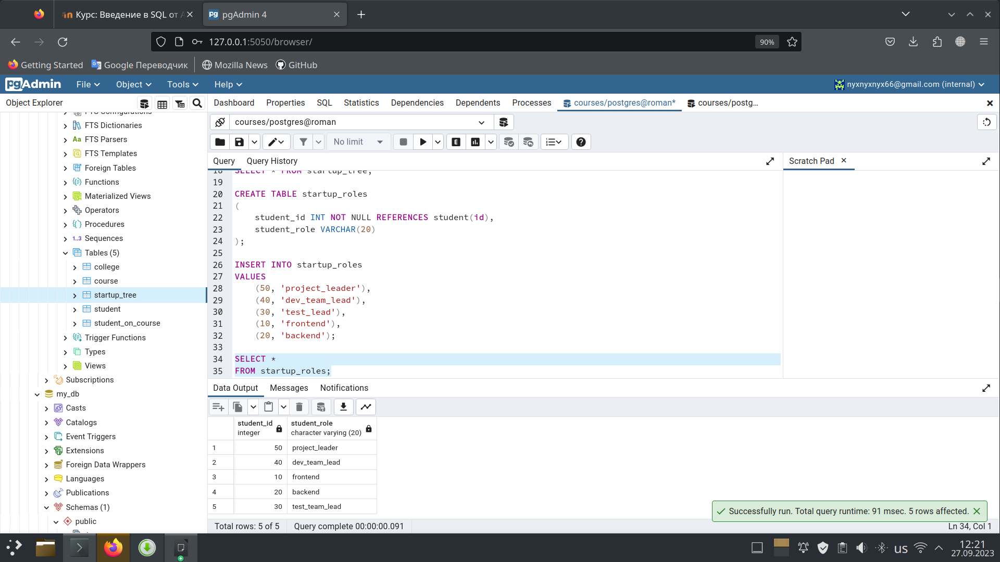 Курс: Введение в SQL от
pgAdmin 4
127.0.0.1:5050/browser/
90%
Getting Started
Google Переводчик
Mozilla News
GitHub
pgAdmin
File
Object
Tools
Help
nyxnyxnyx66@gmail.com (internal)
Object Explorer
Dashboard
Properties
SQL
Statistics
Dependencies
Dependents
Processes
courses/postgres@roman*
courses/postg...
FTS Configurations
FTS Dictionaries
Aa FTS Parsers
FTS Templates
Foreign Tables
Functions
Materialized Views
Operators
Procedures
1..3 Sequences
Tables (5)
college
course
startup_tree
student
student_on_course
Trigger Functions
Types
Views
Subscriptions
my_db
Casts
Catalogs
Event Triggers
Extensions
Foreign Data Wrappers
Languages
Publications
Schemas (1)
public
courses/postgres@roman
No limit
E
Query
Query History
Scratch Pad
18 SELECT * FROM startup_tree;
19
20 CREATE TABLE startup_roles
21 (
22 student_id INT NOT NULL REFERENCES student(id),
23 student_role VARCHAR(20)
24 );
25
26 INSERT INTO startup_roles
27 VALUES
28 (50, 'project_leader'),
29 (40, 'dev_team_lead'),
30 (30, 'test_lead'),
31 (10, 'frontend'),
32 (20, 'backend');
33
34 SELECT *
35 FROM startup_roles;
Data Output
Messages
Notifications
student_id integer
student_role character varying (20)
1 50 project_leader
2 40 dev_team_lead
3 10 frontend
4 20 backend
5 30 test_team_lead
Successfully run. Total query runtime: 91 msec. 5 rows affected.
Total rows: 5 of 5
Query complete 00:00:00.091
Ln 34, Col 1
us
12:21
27.09.2023